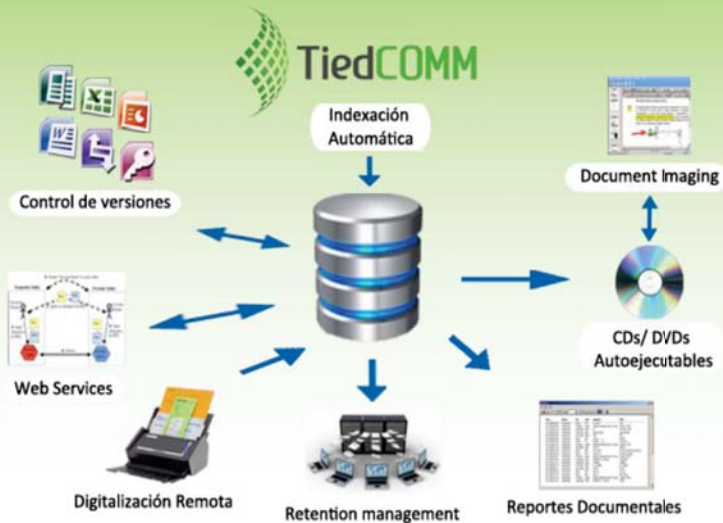 TiedCOMM
Indexación
Automática
Control de versiones
Document Imaging
Web Services
CDs/ DVDs
Autoejecutables
Digitalización Remota
Retention management
Reportes Documentales